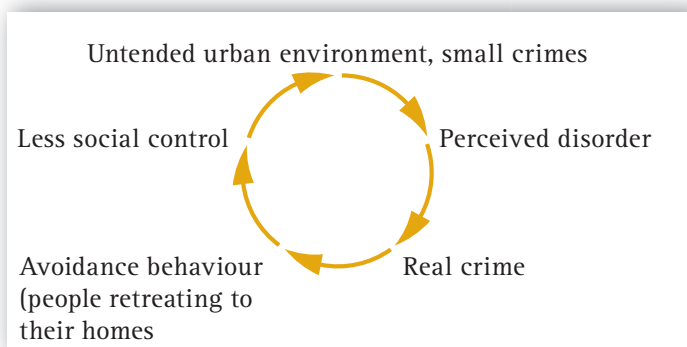 Untended urban environment, small crimes
Less social control
Perceived disorder
Avoidance behaviour
(people retreating to
their homes
Real crime